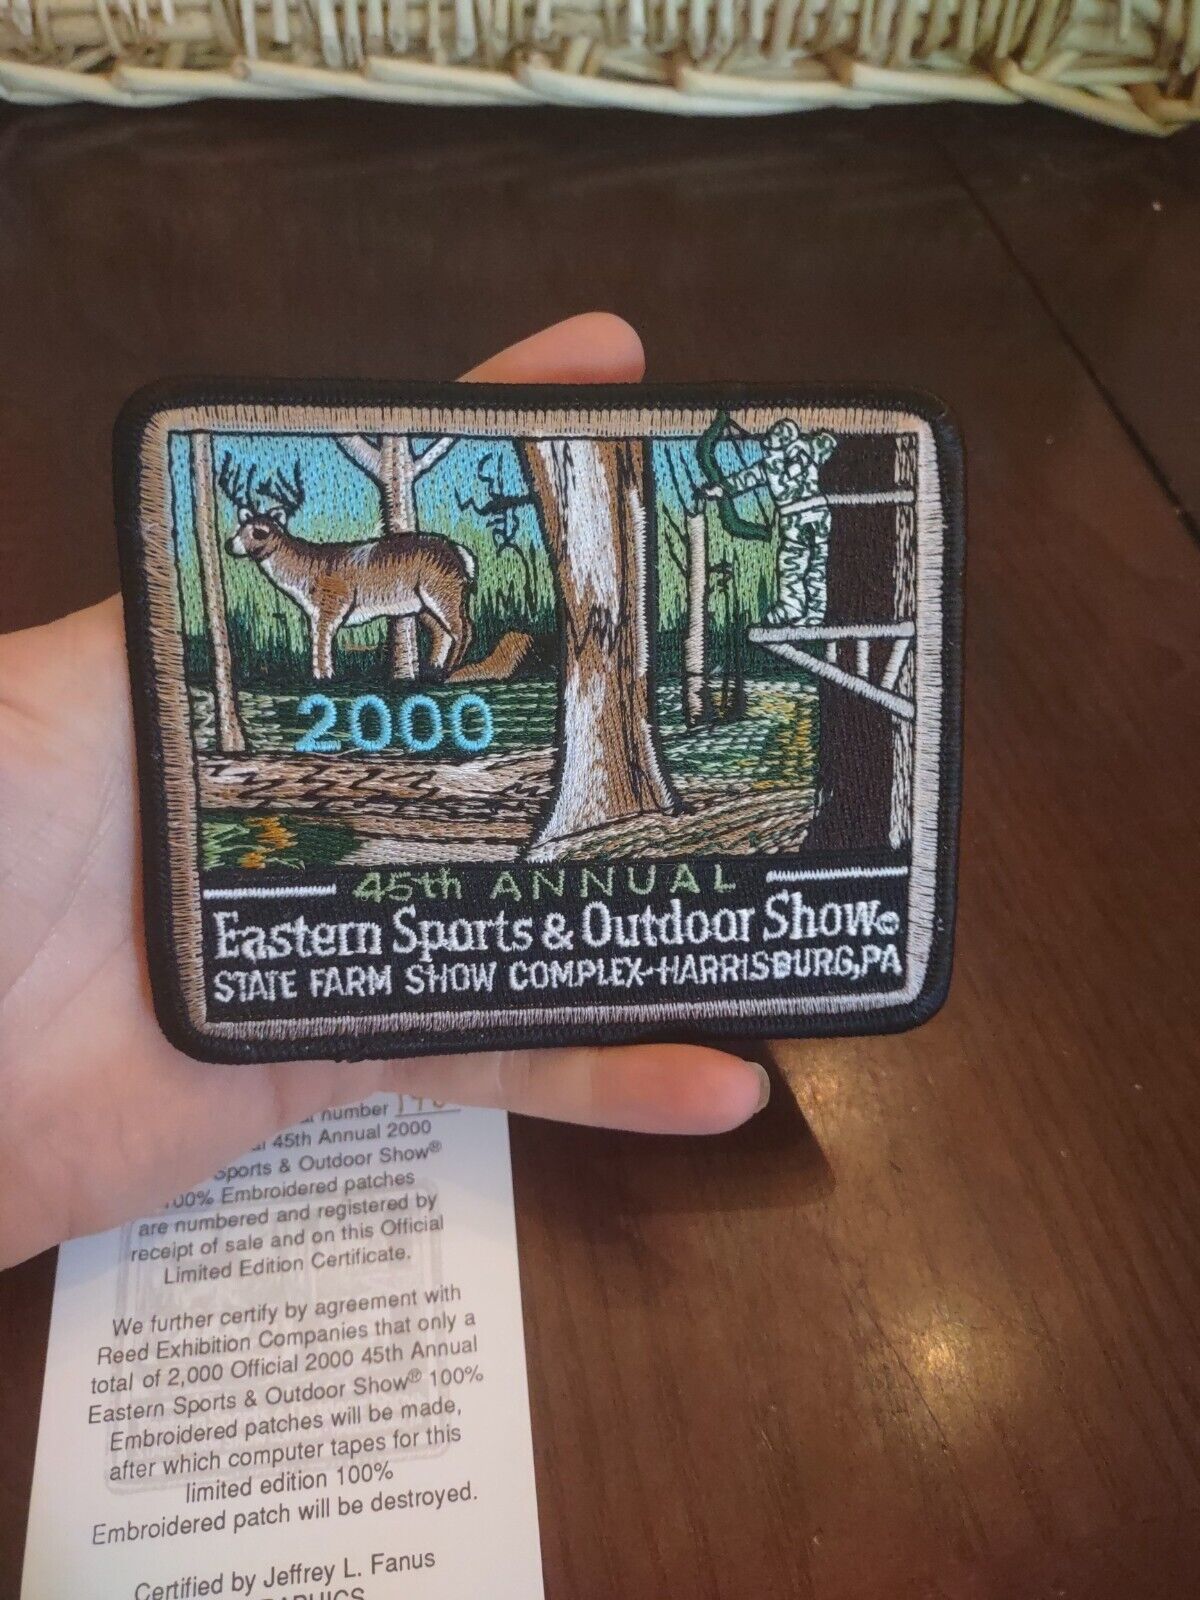 2000
45th ANNUAL
Eastern Sports & Outdoor Show®
STATE FARM SHOW COMPLEX-HARRISBURG, PA
number
45th Annual 2000
Sports & Outdoor Show®
100% Embroidered patches
are numbered and registered by
receipt of sale and on this Official
Limited Edition Certificate.
We further certify by agreement with
Reed Exhibition Companies that only a
total of 2,000 Official 2000 45th Annual
Eastern Sports & Outdoor Show® 100%
Embroidered patches will be made,
after which computer tapes for this
limited edition 100%
Embroidered patch will be destroyed.
Certified by Jeffrey L. Fanus